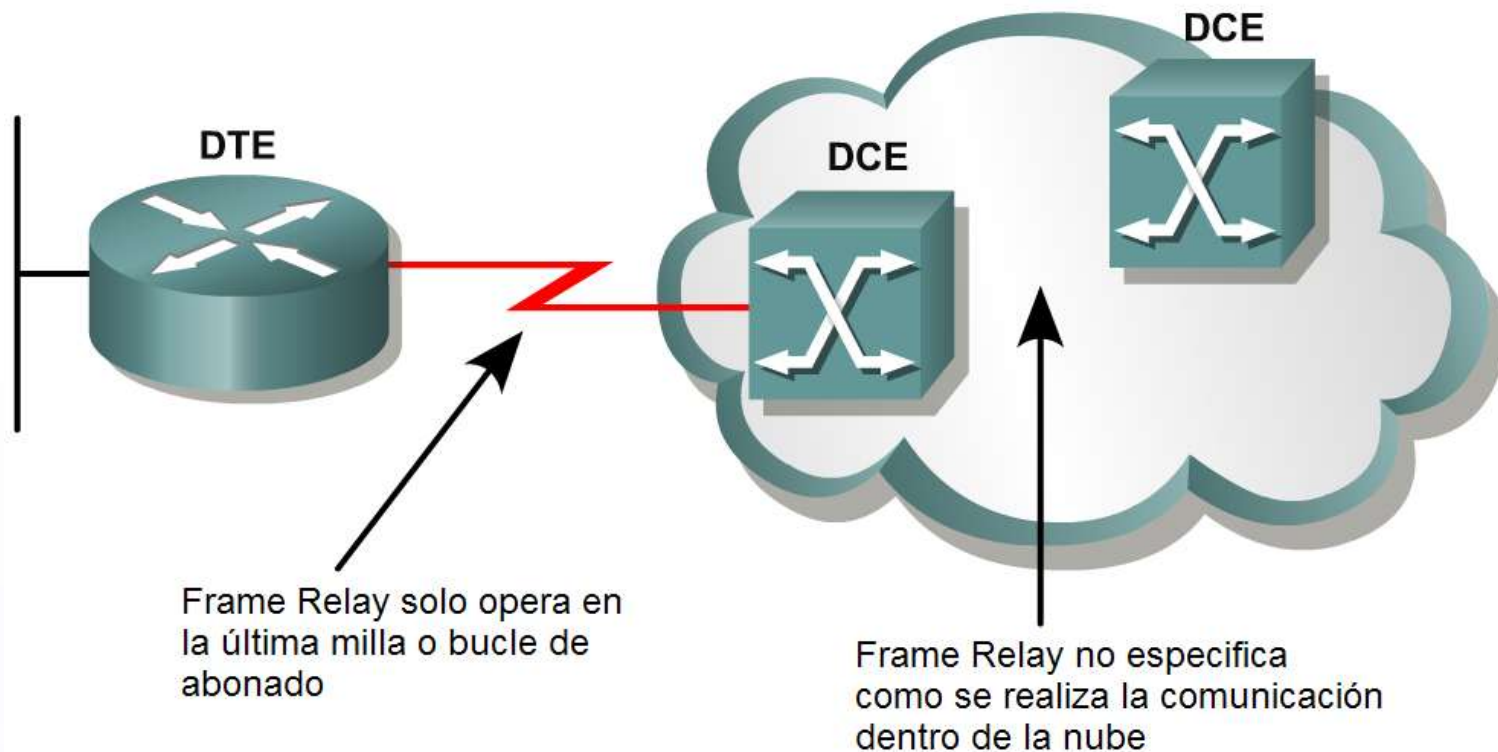 DCE
DTE
DCE
Frame Relay solo opera en
la última milla o bucle de
abonado
Frame Relay no especifica
como se realiza la comunicación
dentro de la nube